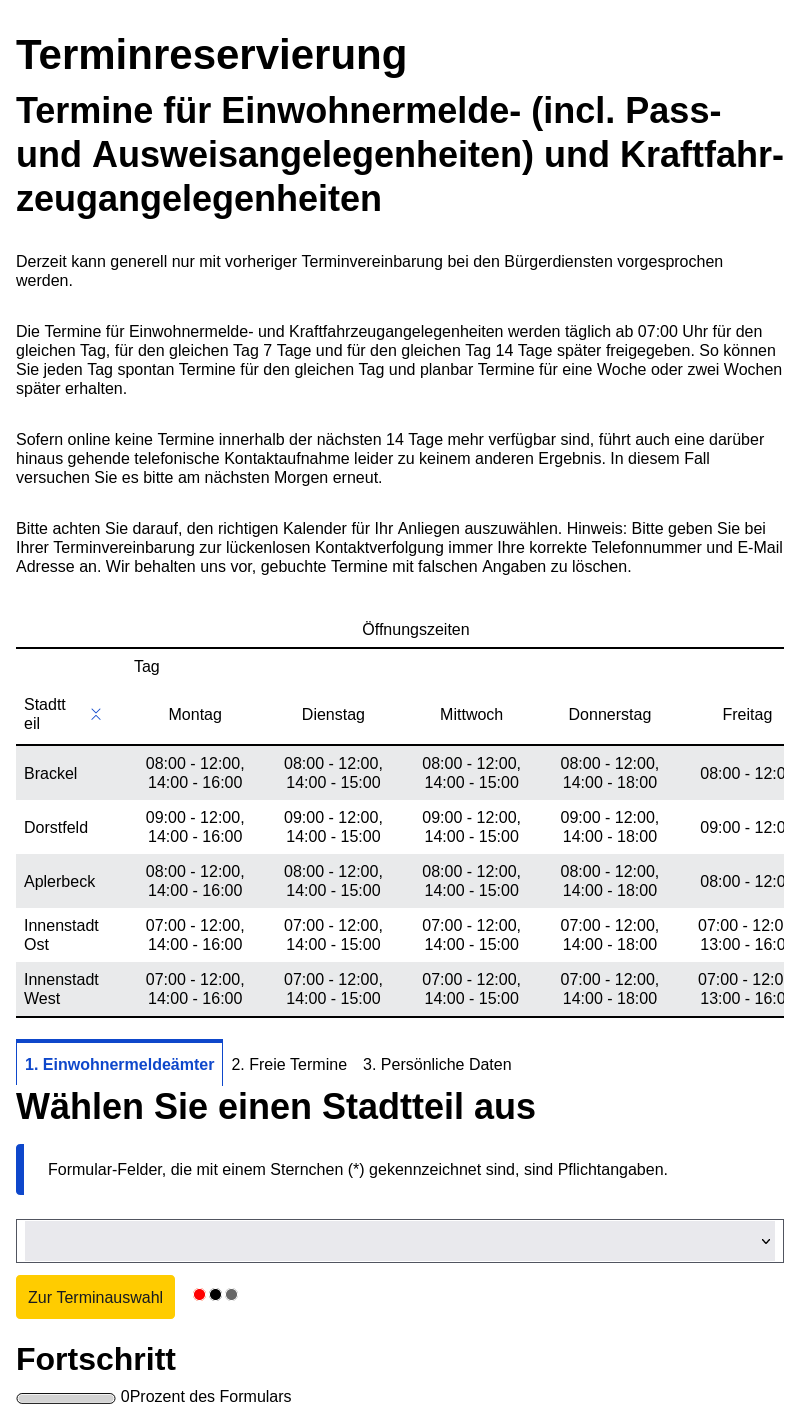 Terminreservierung
Termine für Einwohnermelde- (incl. Pass-
und Ausweisangelegenheiten) und Kraftfahr-
zeugangelegenheiten
Derzeit kann generell nur mit vorheriger Terminvereinbarung bei den Bürgerdiensten vorgesprochen
werden.
Die Termine für Einwohnermelde- und Kraftfahrzeugangelegenheiten werden täglich ab 07:00 Uhr für den
gleichen Tag, für den gleichen Tag 7 Tage und für den gleichen Tag 14 Tage später freigegeben. So können
Sie jeden Tag spontan Termine für den gleichen Tag und planbar Termine für eine Woche oder zwei Wochen
später erhalten.
Sofern online keine Termine innerhalb der nächsten 14 Tage mehr verfügbar sind, führt auch eine darüber
hinaus gehende telefonische Kontaktaufnahme leider zu keinem anderen Ergebnis. In diesem Fall
versuchen Sie es bitte am nächsten Morgen erneut.
Bitte achten Sie darauf, den richtigen Kalender für Ihr Anliegen auszuwählen. Hinweis: Bitte geben Sie bei
Ihrer Terminvereinbarung zur lückenlosen Kontaktverfolgung immer Ihre korrekte Telefonnummer und E-Mail
Adresse an. Wir behalten uns vor, gebuchte Termine mit falschen Angaben zu löschen.
Öffnungszeiten
Tag
Stadtt
eil
Montag Dienstag Mittwoch Donnerstag Freitag
Brackel
08:00 - 12:00, 08:00 - 12:00, 08:00 - 12:00, 08:00 - 12:00, 08:00 - 12:0
14:00 - 16:00 14:00 - 15:00 14:00 - 15:00 14:00 - 18:00
Dorstfeld
09:00 - 12:00, 09:00 - 12:00, 09:00 - 12:00, 09:00 - 12:00, 09:00 - 12:0
14:00 - 16:00 14:00 - 15:00 14:00 - 15:00 14:00 - 18:00
Aplerbeck
08:00 - 12:00, 08:00 - 12:00, 08:00 - 12:00, 08:00 - 12:00, 08:00 - 12:0
14:00 - 16:00 14:00 - 15:00 14:00 - 15:00 14:00 - 18:00
Innenstadt 07:00 - 12:00, 07:00 - 12:00, 07:00 - 12:00, 07:00 - 12:00, 07:00 - 12:0
Ost 14:00 - 16:00 14:00 - 15:00 14:00 - 15:00 14:00 - 18:00 13:00 - 16:0
Innenstadt 07:00 - 12:00, 07:00 - 12:00, 07:00 - 12:00, 07:00 - 12:00, 07:00 - 12:0
West 14:00 - 16:00 14:00 - 15:00 14:00 - 15:00 14:00 - 18:00 13:00 - 16:0
1. Einwohnermeldeämter 2. Freie Termine 3. Persönliche Daten
Wählen Sie einen Stadtteil aus
Formular-Felder, die mit einem Sternchen (*) gekennzeichnet sind, sind Pflichtangaben.
Zur Terminauswahl
Fortschritt
0Prozent des Formulars